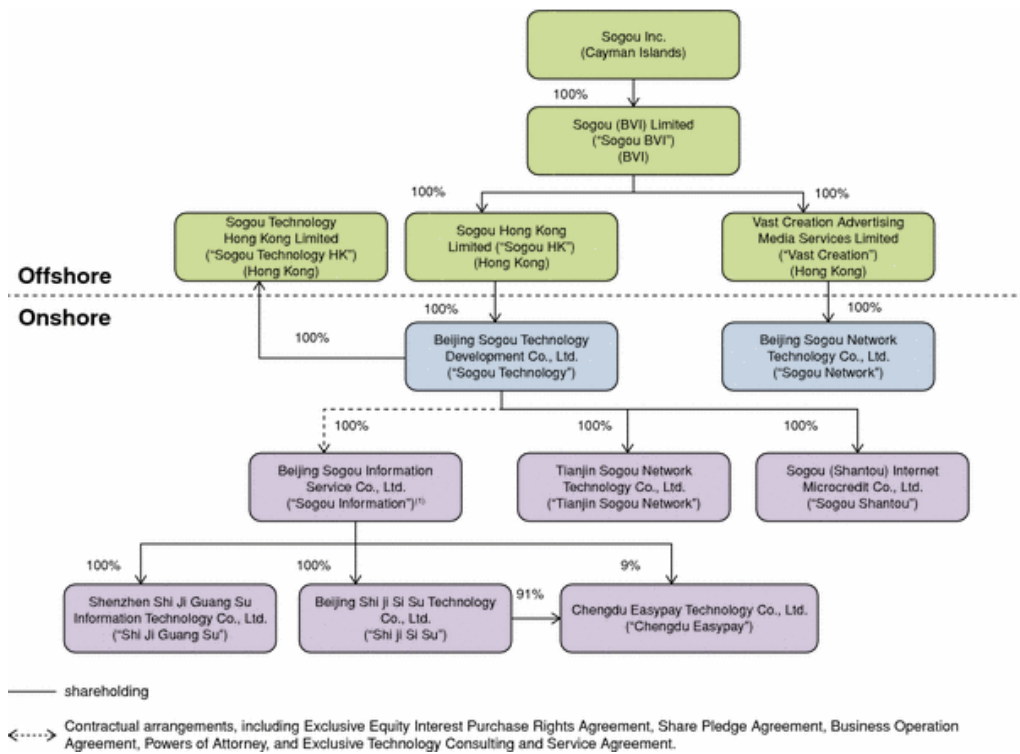 Sogou Inc.
(Cayman Islands)
100%
Sogou (BVI) Limited
(“Sogou BVI”)
(BVI)
100%
100%
Sogou Technology
Hong Kong Limited
(“Sogou Technology HK”)
(Hong Kong)
Sogou Hong Kong
Limited (“Sogou HK”)
(Hong Kong)
Vast Creation Advertising
Media Services Limited
(“Vast Creation”)
(Hong Kong)
Offshore
Onshore
100%
100%
100%
Beijing Sogou Technology
Development Co., Ltd.
(“Sogou Technology”)
Beijing Sogou Network
Technology Co., Ltd.
(“Sogou Network”)
100%
100%
100%
Beijing Sogou Information
Service Co., Ltd.
(“Sogou Information”)(1)
Tianjin Sogou Network
Technology Co., Ltd.
(“Tianjin Sogou Network”)
Sogou (Shantou) Internet
Microcredit Co., Ltd.
(“Sogou Shantou”)
100%
100%
9%
Shenzhen Shi Ji Guang Su
Information Technology Co., Ltd.
(“Shi Ji Guang Su”)
Beijing Shi ji Si Su Technology
Co., Ltd.
(“Shi ji Si Su”)
91%
Chengdu Easypay Technology Co., Ltd.
(“Chengdu Easypay”)
shareholding
Contractual arrangements, including Exclusive Equity Interest Purchase Rights Agreement, Share Pledge Agreement, Business Operation
Agreement, Powers of Attorney, and Exclusive Technology Consulting and Service Agreement.